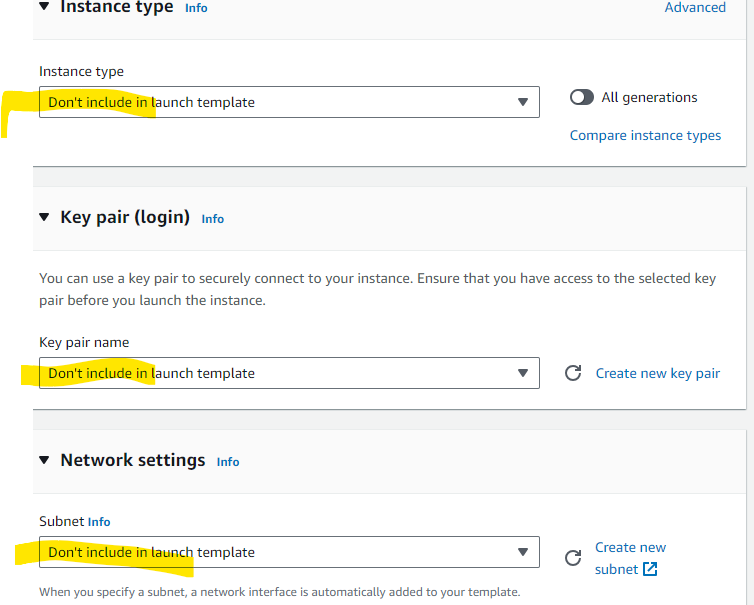 Instance type Info Advanced
Instance type
Don't include in launch template
All generations
Compare instance types
Key pair (login) Info
You can use a key pair to securely connect to your instance. Ensure that you have access to the selected key
pair before you launch the instance.
Key pair name
Don't include in launch template
Create new key pair
Network settings Info
Subnet Info
Don't include in launch template
Create new
subnet
When you specify a subnet, a network interface is automatically added to your template.